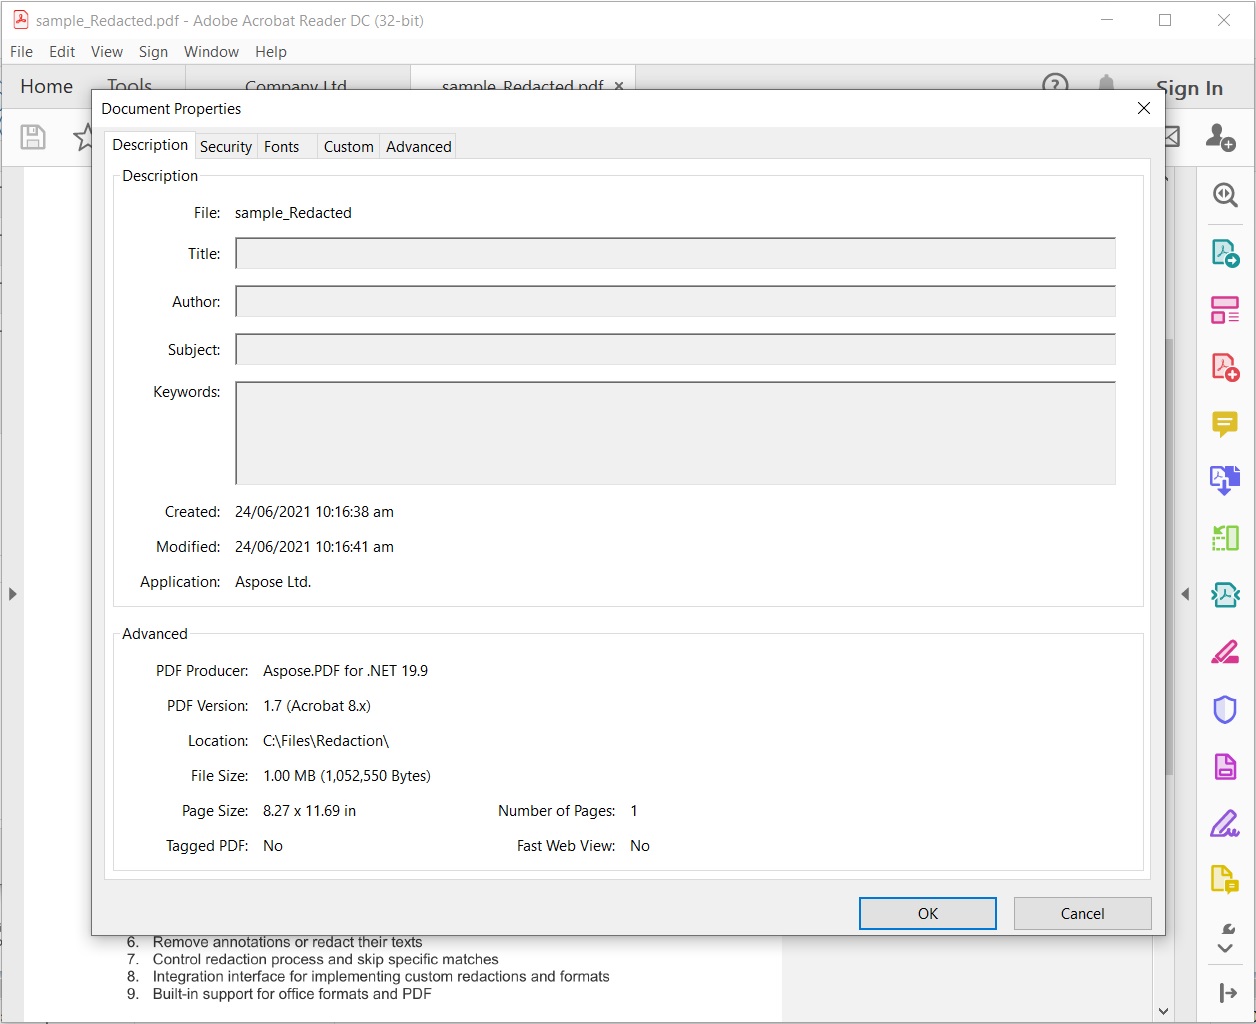 sample_Redacted.pdf - Adobe Acrobat Reader DC (32-bit)
File Edit View Sign Window Help
Home Tools Company Ltd sample_Redacted.pdf × ? Sign In
Document Properties
Description Security Fonts Custom Advanced
Description
File: sample_Redacted
Title:
Author:
Subject:
Keywords:
Created: 24/06/2021 10:16:38 am
Modified: 24/06/2021 10:16:41 am
Application: Aspose Ltd.
Advanced
PDF Producer: Aspose.PDF for .NET 19.9
PDF Version: 1.7 (Acrobat 8.x)
Location: C:\Files\Redaction\
File Size: 1.00 MB (1,052,550 Bytes)
Page Size: 8.27 x 11.69 in Number of Pages: 1
Tagged PDF: No Fast Web View: No
OK Cancel
6. Remove annotations or redact their texts
7. Control redaction process and skip specific matches
8. Integration interface for implementing custom redactions and formats
9. Built-in support for office formats and PDF